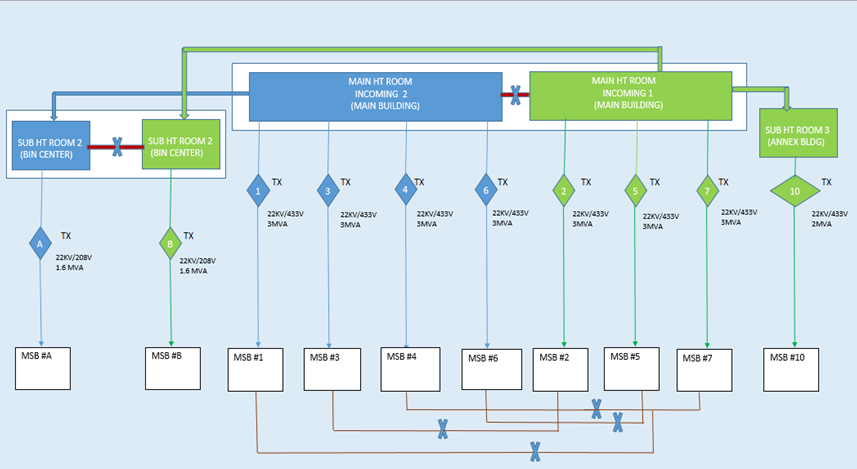 MAIN HT ROOM
INCOMING 2
(MAIN BUILDING)
MAIN HT ROOM
INCOMING 1
(MAIN BUILDING)
SUB HT ROOM 2
(BIN CENTER)
SUB HT ROOM 2
(BIN CENTER)
SUB HT ROOM 3
(ANNEX BLDG)
1
TX
22KV/433V
3MVA
3
TX
22KV/433V
3MVA
4
TX
22KV/433V
3MVA
6
TX
22KV/433V
3MVA
2
TX
22KV/433V
3MVA
5
TX
22KV/433V
3MVA
7
TX
22KV/433V
3MVA
10
TX
22KV/433V
2MVA
A
TX
22KV/208V
1.6 MVA
B
TX
22KV/208V
1.6 MVA
MSB #A
MSB #B
MSB #1
MSB #3
MSB #4
MSB #6
MSB #2
MSB #5
MSB #7
MSB #10